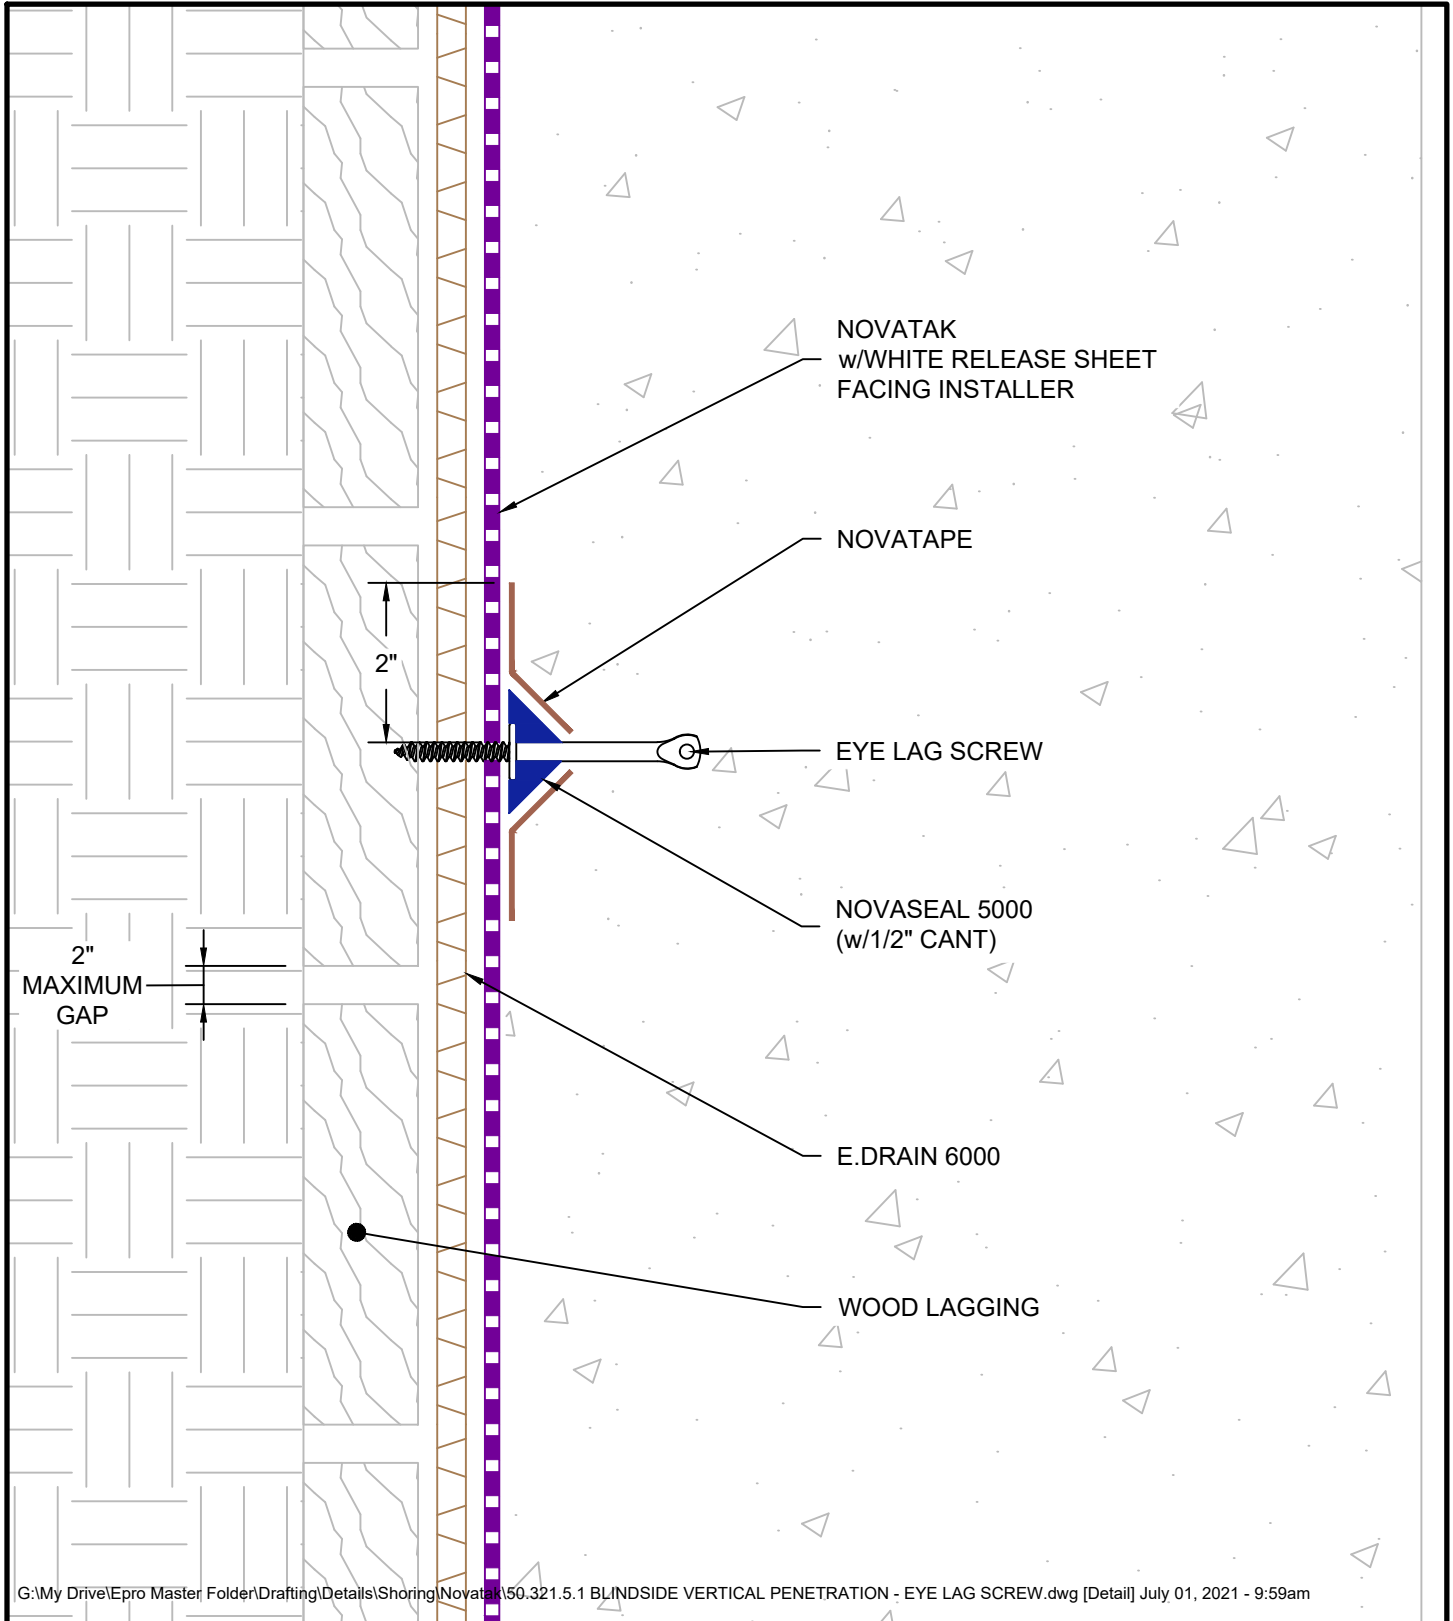 NOVATAK
w/WHITE RELEASE SHEET
FACING INSTALLER
NOVATAPE
2"
EYE LAG SCREW
NOVASEAL 5000
(w/1/2" CANT)
2"
MAXIMUM
GAP
E.DRAIN 6000
WOOD LAGGING
G:\My Drive\Epro Master Folder\Drafting\Details\Shoring\Novatak\50.321.5.1 BLINDSIDE VERTICAL PENETRATION - EYE LAG SCREW.dwg [Detail] July 01, 2021 - 9:59am